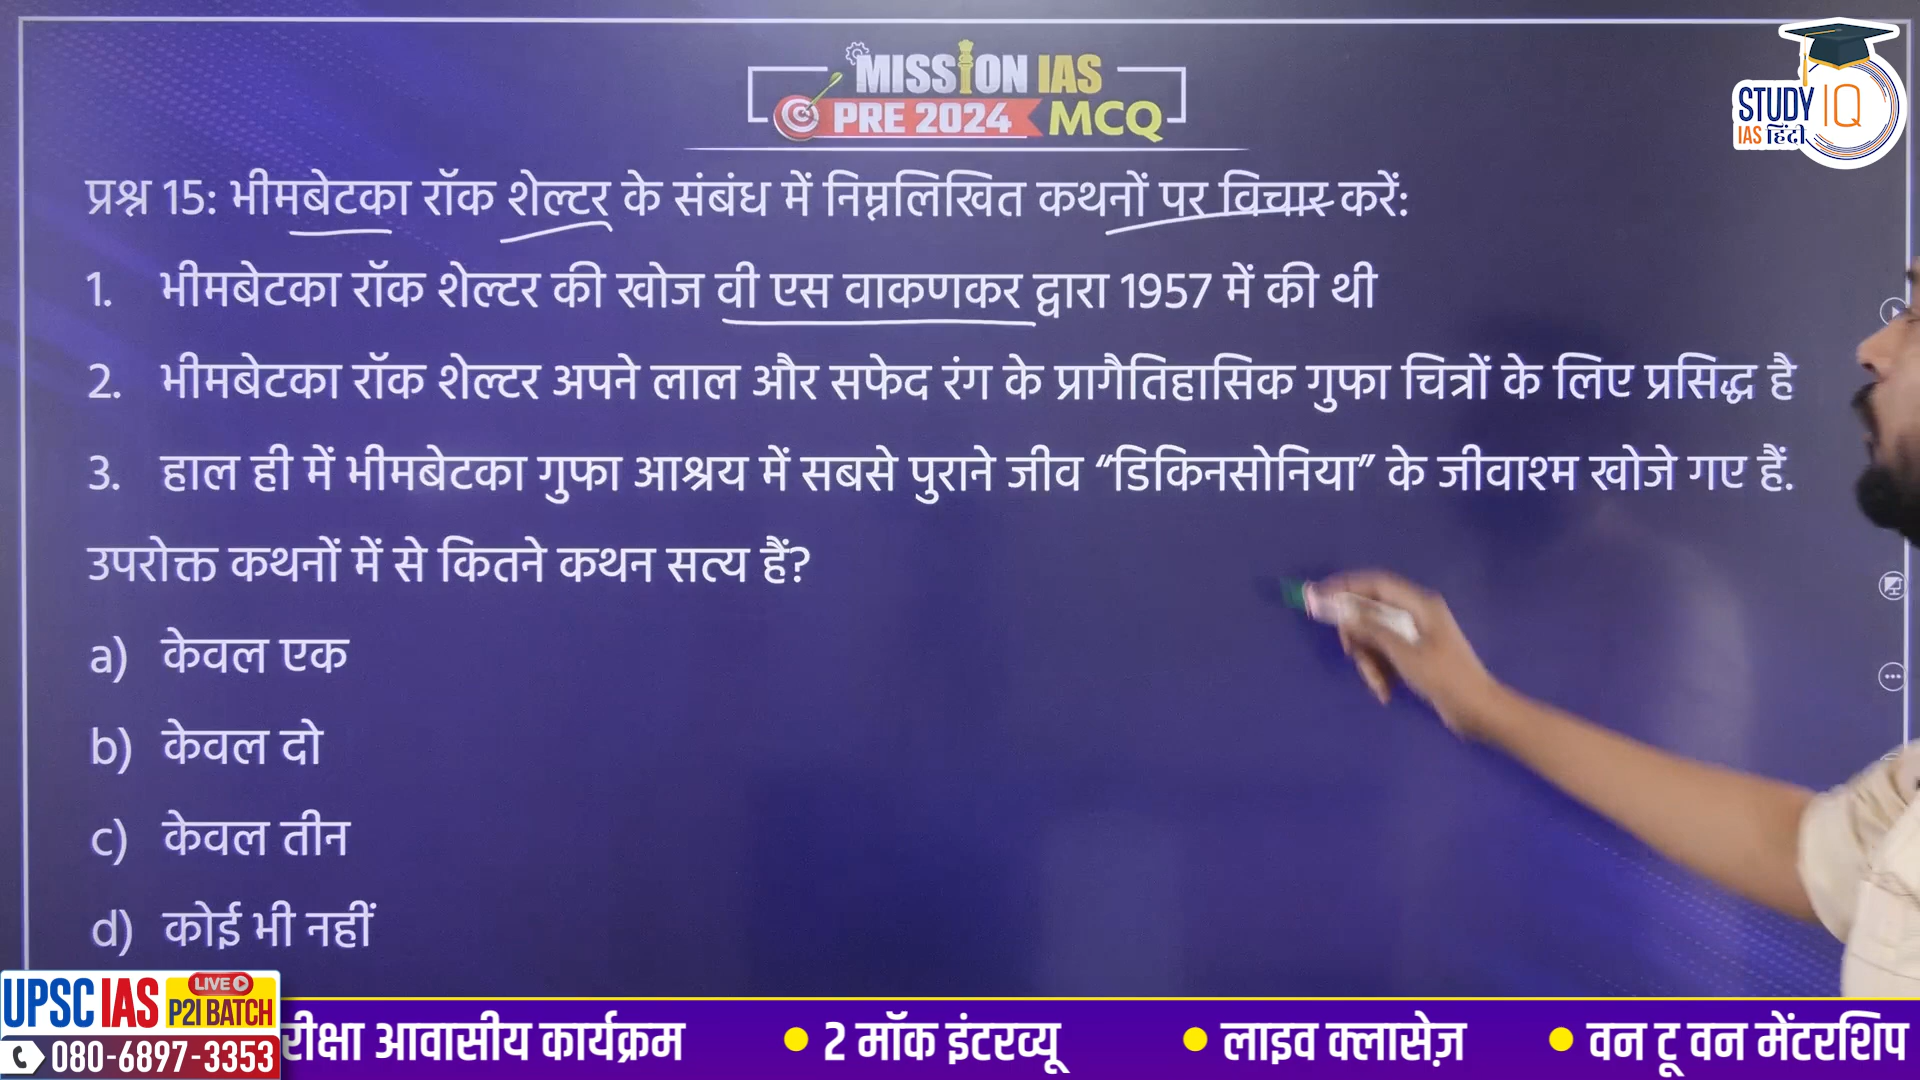 MISSION IAS
PRE 2024 MCQ
STUDY IQ
IAS हिंदी
प्रश्न 15: भीमबेटका रॉक शेल्टर के संबंध में निम्नलिखित कथनों पर विचार करें:
1. भीमबेटका रॉक शेल्टर की खोज वी एस वाकणकर द्वारा 1957 में की थी
2. भीमबेटका रॉक शेल्टर अपने लाल और सफेद रंग के प्रागैतिहासिक गुफा चित्रों के लिए प्रसिद्ध है
3. हाल ही में भीमबेटका गुफा आश्रय में सबसे पुराने जीव “डिकिनसोनिया” के जीवाश्म खोजे गए हैं.
उपरोक्त कथनों में से कितने कथन सत्य हैं?
a) केवल एक
b) केवल दो
c) केवल तीन
d) कोई भी नहीं
UPSC IAS LIVE P2I BATCH
080-6897-3353
रीक्षा आवासीय कार्यक्रम • 2 मॉक इंटरव्यू • लाइव क्लासेज़ • वन टू वन मेंटरशिप